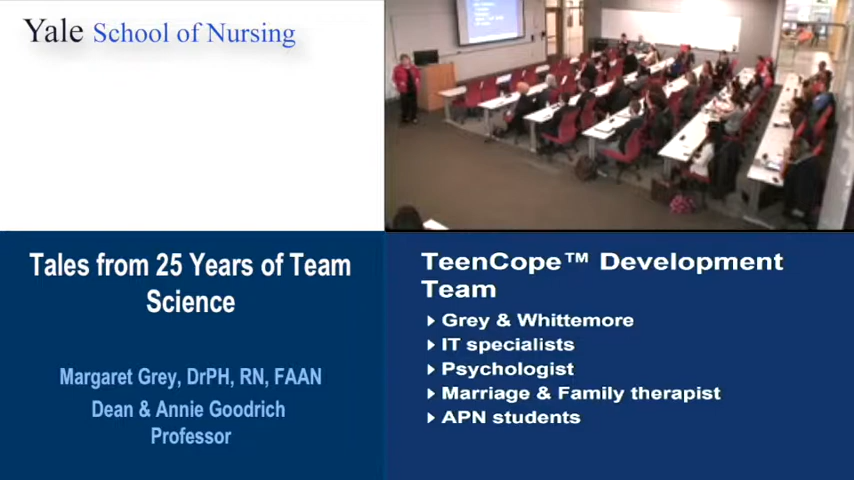 Yale School of Nursing
Tales from 25 Years of Team
Science
Margaret Grey, DrPH, RN, FAAN
Dean & Annie Goodrich
Professor
TeenCope™ Development
Team
Grey & Whittemore
IT specialists
Psychologist
Marriage & Family therapist
APN students